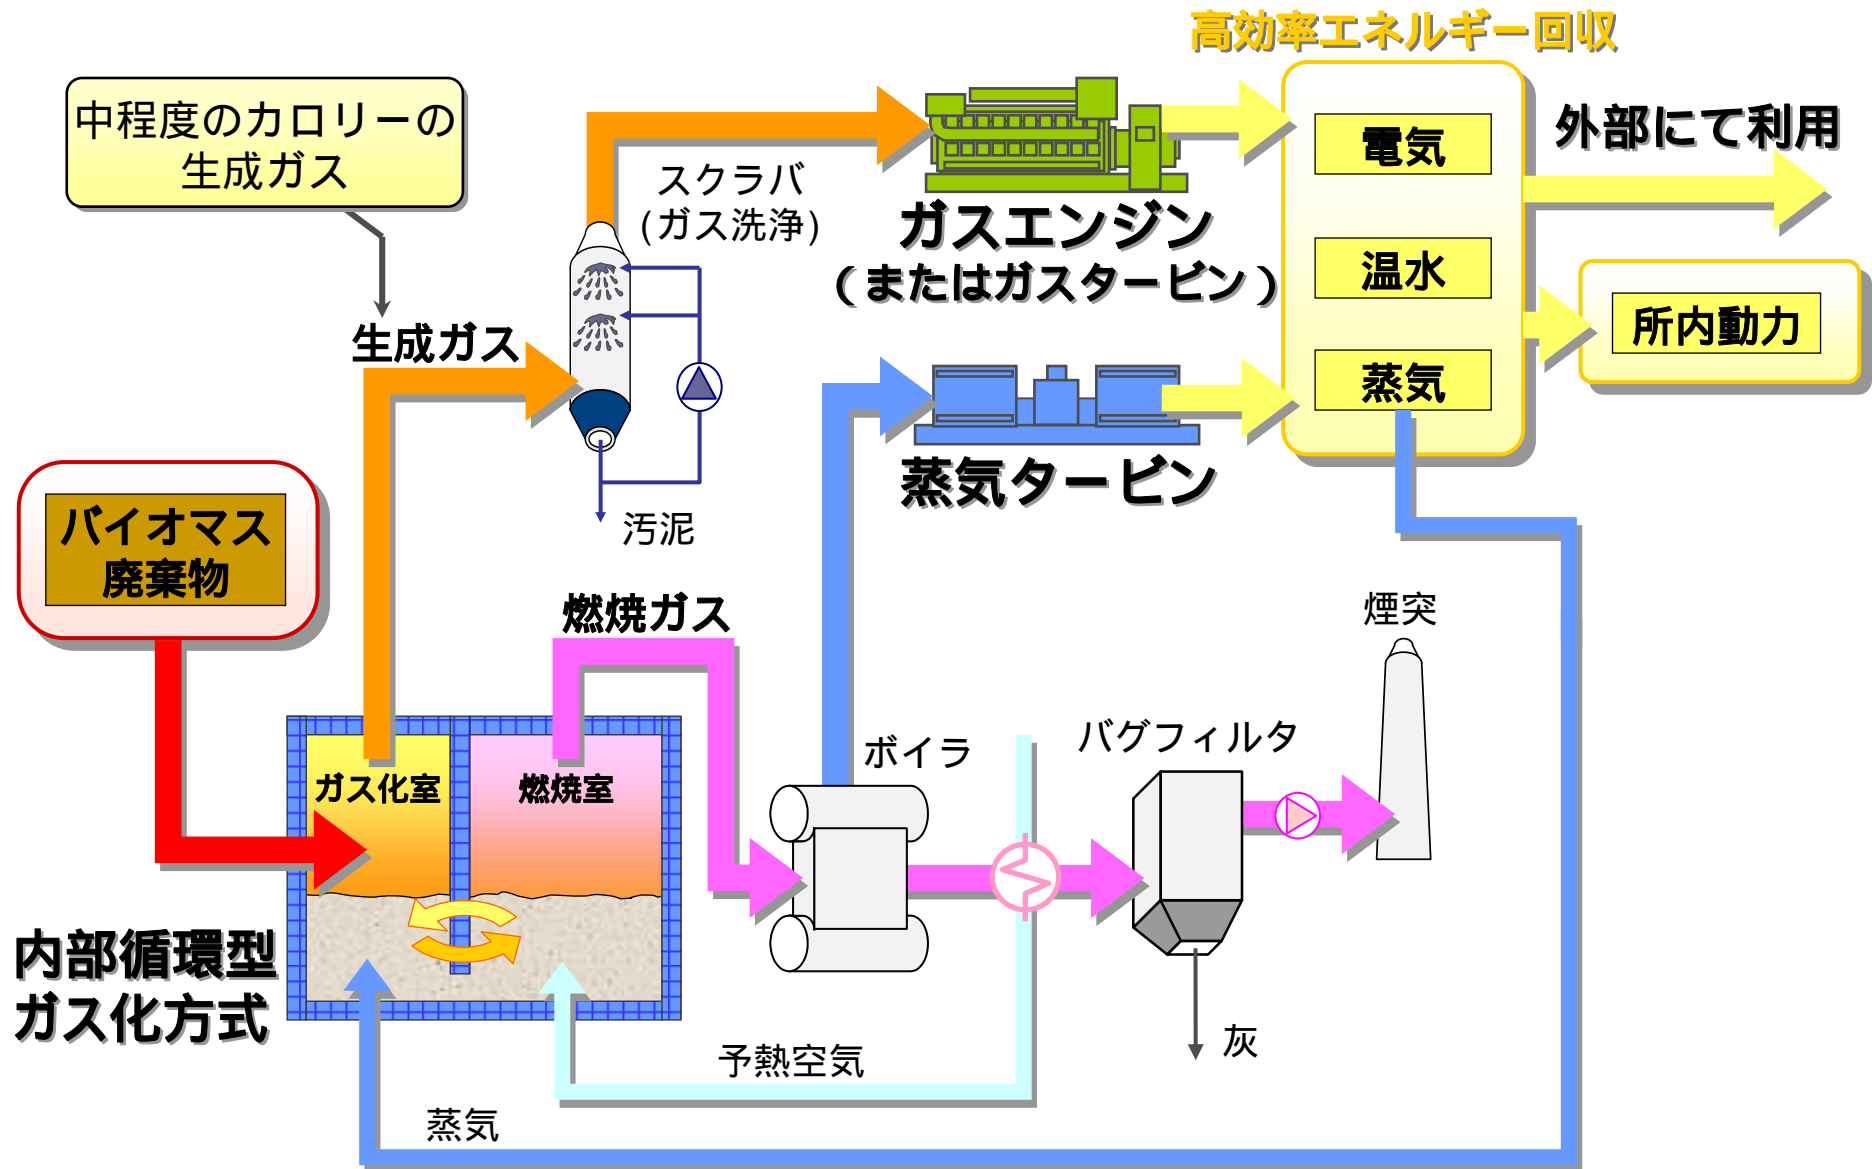 高効率エネルギー回収
中程度のカロリーの
生成ガス
スクラバ
(ガス洗浄)
ガスエンジン
(またはガスタービン)
電気
温水
蒸気
外部にて利用
所内動力
生成ガス
蒸気タービン
汚泥
バイオマス
廃棄物
燃焼ガス
煙突
ボイラ
バグフィルタ
ガス化室
燃焼室
内部循環型
ガス化方式
灰
予熱空気
蒸気